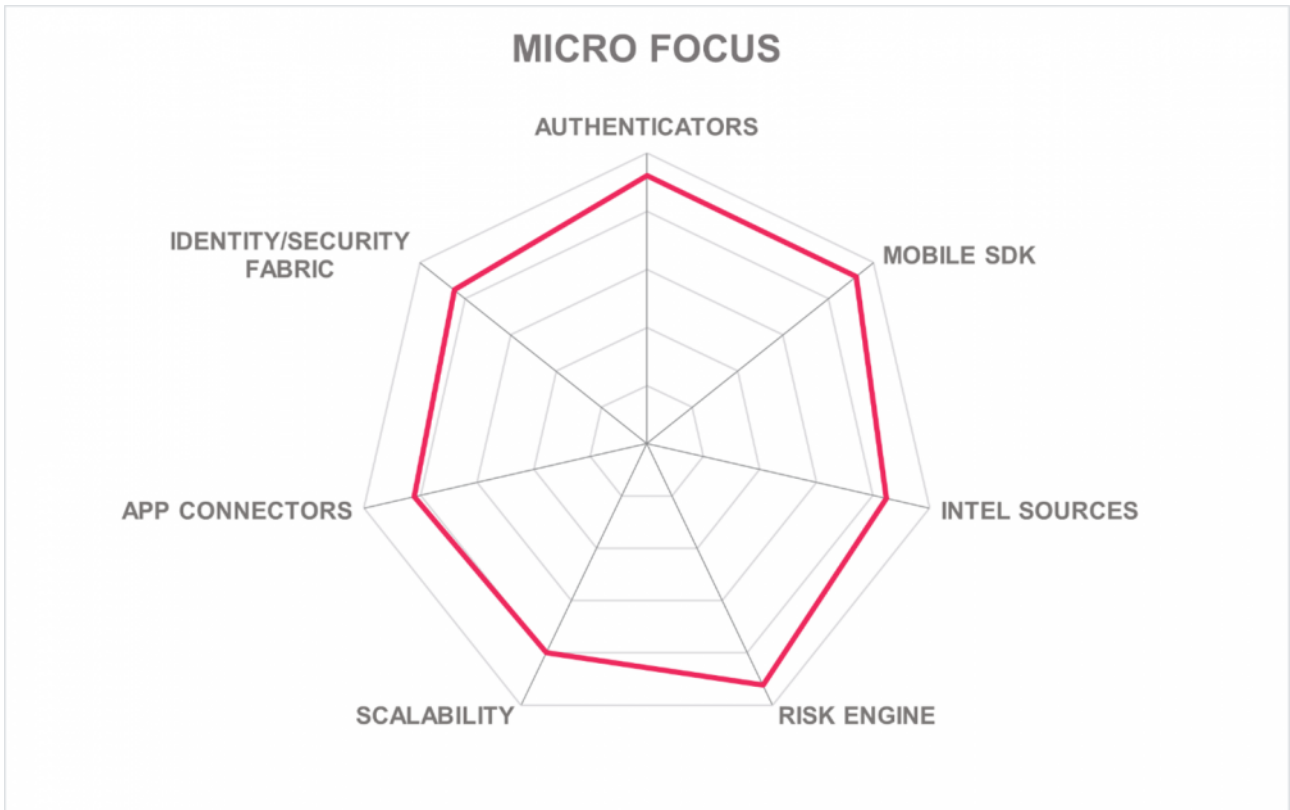 MICRO FOCUS
AUTHENTICATORS
IDENTITY/SECURITY
FABRIC
MOBILE SDK
APP CONNECTORS
INTEL SOURCES
SCALABILITY
RISK ENGINE